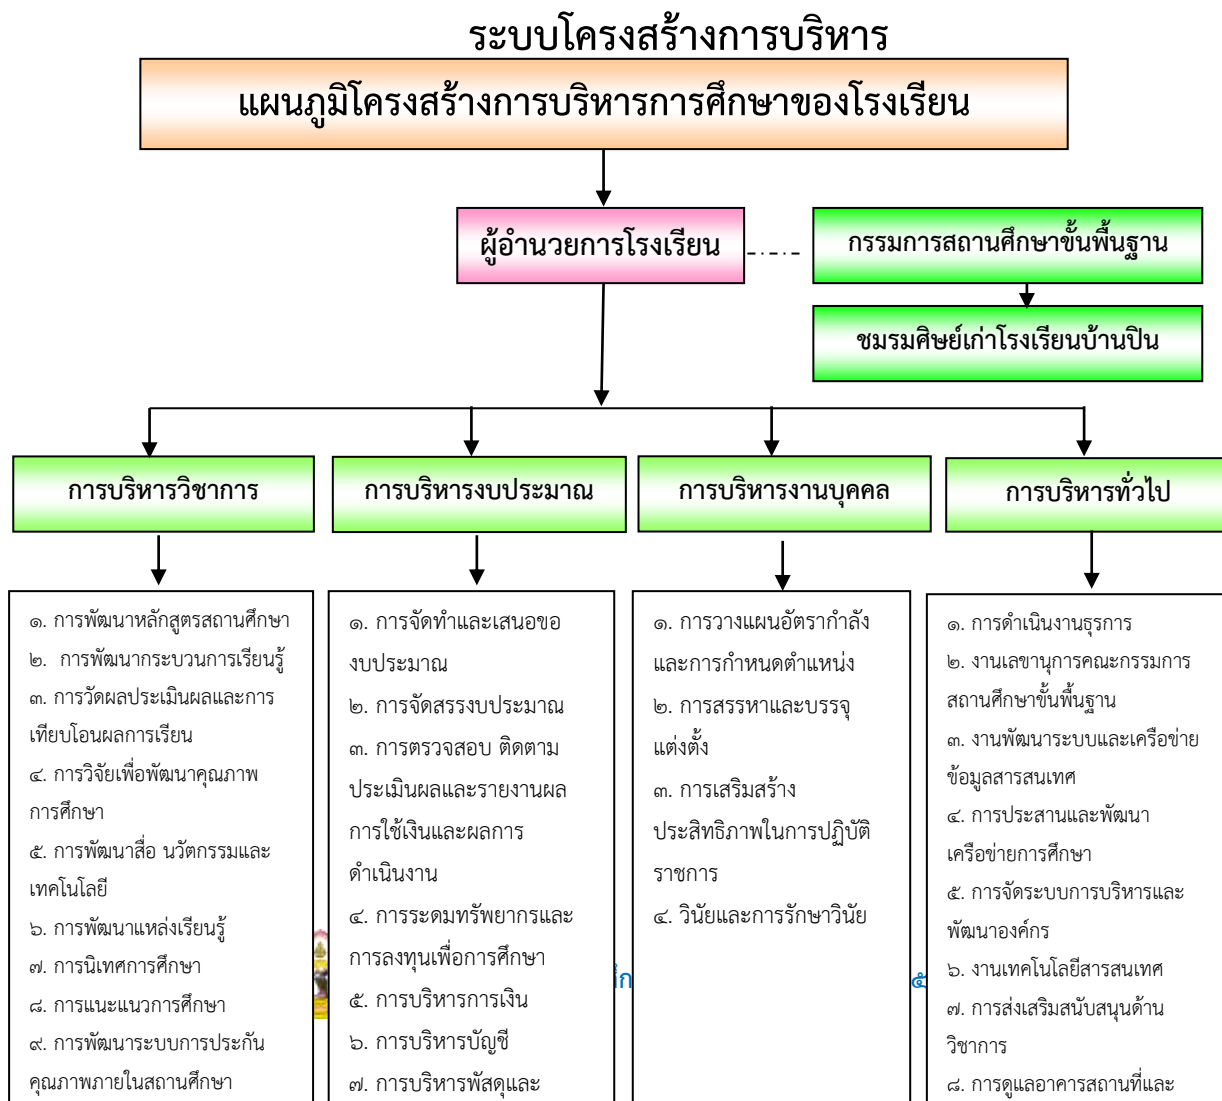 ระบบโครงสร้างการบริหาร
แผนภูมิโครงสร้างการบริหารการศึกษาของโรงเรียน
ผู้อำนวยการโรงเรียน
กรรมการสถานศึกษาขั้นพื้นฐาน
ชมรมศิษย์เก่าโรงเรียนบ้านปิน
การบริหารวิชาการ
การบริหารงบประมาณ
การบริหารงานบุคคล
การบริหารทั่วไป
๑. การพัฒนาหลักสูตรสถานศึกษา
๒. การพัฒนากระบวนการเรียนรู้
๓. การวัดผลประเมินผลและการ
เทียบโอนผลการเรียน
๔. การวิจัยเพื่อพัฒนาคุณภาพ
การศึกษา
๕. การพัฒนาสื่อ นวัตกรรมและ
เทคโนโลยี
๖. การพัฒนาแหล่งเรียนรู้
๗. การนิเทศการศึกษา
๘. การแนะแนวการศึกษา
๙. การพัฒนาระบบการประกัน
คุณภาพภายในสถานศึกษา
๑. การจัดทำและเสนอขอ
งบประมาณ
๒. การจัดสรรงบประมาณ
๓. การตรวจสอบ ติดตาม
ประเมินผลและรายงานผล
การใช้เงินและผลการ
ดำเนินงาน
๔. การระดมทรัพยากรและ
การลงทุนเพื่อการศึกษา
๕. การบริหารการเงิน
๖. การบริหารบัญชี
๗. การบริหารพัสดุและ
๑. การวางแผนอัตรากำลัง
และการกำหนดตำแหน่ง
๒. การสรรหาและบรรจุ
แต่งตั้ง
๓. การเสริมสร้าง
ประสิทธิภาพในการปฏิบัติ
ราชการ
๔. วินัยและการรักษาวินัย
๑. การดำเนินงานธุรการ
๒. งานเลขานุการคณะกรรมการ
สถานศึกษาขั้นพื้นฐาน
๓. งานพัฒนาระบบและเครือข่าย
ข้อมูลสารสนเทศ
๔. การประสานและพัฒนา
เครือข่ายการศึกษา
๕. การจัดระบบการบริหารและ
พัฒนาองค์กร
๖. งานเทคโนโลยีสารสนเทศ
๗. การส่งเสริมสนับสนุนด้าน
วิชาการ
๘. การดูแลอาคารสถานที่และ